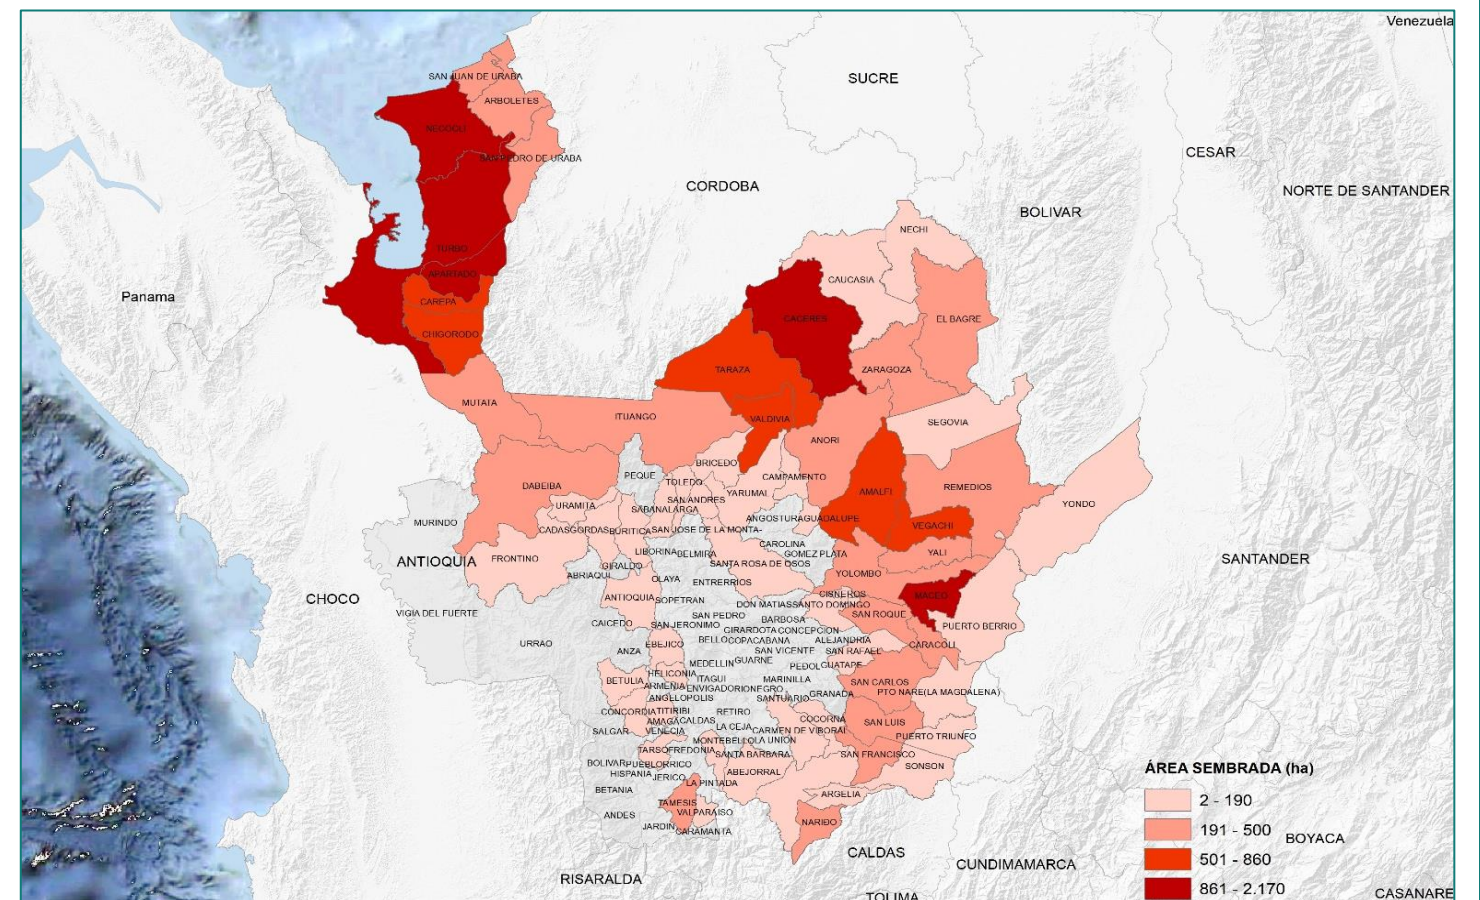 Venezuela
SAN JUAN DE URABA
SUCRE
ARBOLETES
NECOCLI
SAN PEDRO DE URABA
CESAR
CORDOBA
NORTE DE SANTANDER
BOLIVAR
NECHI
TURBO
APARTADO
CAUCASIA
Panama
CAREPA
CACERES
EL BAGRE
CHIGORODO
TARAZA
ZARAGOZA
MUTATA
ITUANGO
VALDIVIA
SEGOVIA
ANORI
BRICEÐO
PEQUE
TOLEDO
CAMPAMENTO
DABEIBA
YARUMAL
AMALFI
REMEDIOS
SAN ANDRES
YONDO
URAMITA
SABANALARGA
MURINDO
ANGOSTURA
GUADALUPE
VEGACHI
CAÐASGORDAS
BURITICA
SAN JOSE DE LA MONTA-
CAROLINA
LIBORINA
BELMIRA
GOMEZ PLATA
YALI
FRONTINO
SANTANDER
ANTIOQUIA
GIRALDO
SANTA ROSA DE OSOS
ABRIAQUI
OLAYA
ENTRERRIOS
YOLOMBO
CHOCO
ANTIOQUIA
SOPETRAN
CISNEROS
MACEO
DON MATIAS
SANTO DOMINGO
VIGIA DEL FUERTE
SAN PEDRO
SAN ROQUE
CAICEDO
SAN JERONIMO
BARBOSA
PUERTO BERRIO
GIRARDOTA
CONCEPCION
URRAO
EBEJICO
BELLO
COPACABANA
ALEJANDRIA
CARACOLI
ANZA
SAN VICENTE
SAN RAFAEL
MEDELLIN
GUARNE
PEÐOL
GUATAPE
BETULIA
HELICONIA
ITAGUI
MARINILLA
SAN CARLOS
ARMENIA
ENVIGADO
RIONEGRO
GRANADA
PTO NARE(LA MAGDALENA)
ANGELOPOLIS
SANTUARIO
CONCORDIA
TITIRIBI
RETIRO
AMAGA
CALDAS
COCORNA
SAN LUIS
SALGAR
VENECIA
LA CEJA
CARMEN DE VIBORAL
PUERTO TRIUNFO
MONTEBELLO
LA UNION
TARSO
FREDONIA
SANTA BARBARA
SAN FRANCISCO
BOLIVAR
PUEBLORRICO
SONSON
HISPANIA
JERICO
ABEJORRAL
LA PINTADA
BETANIA
ARGELIA
TAMESIS
ANDES
VALPARAISO
NARIÐO
JARDIN
CARAMANTA
CALDAS
CUNDIMAMARCA
RISARALDA
TOLIMA
ÁREA SEMBRADA (ha)
2 - 190
191 - 500
BOYACA
501 - 860
861 - 2.170
CASANARE